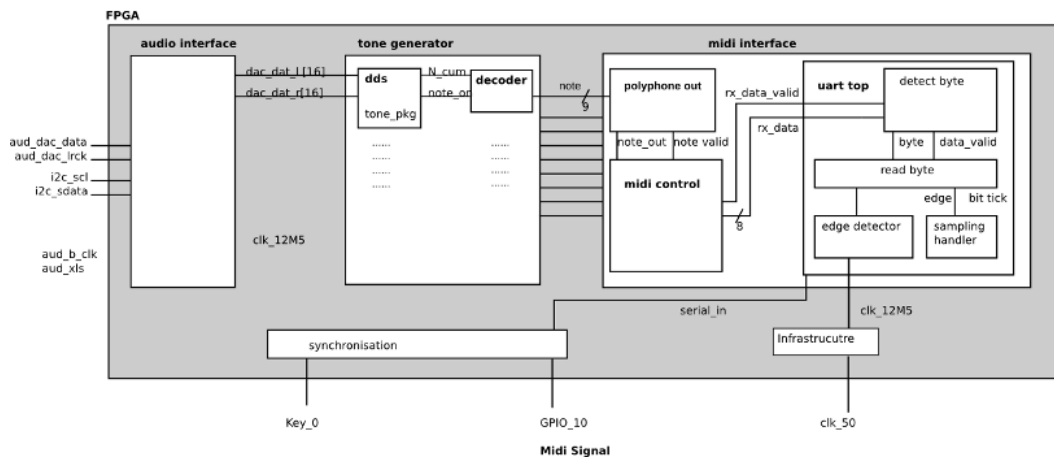 FPGA
audio interface
tone generator
midi interface
dac_dat_l [16]
dac_dat_r[16]
dds
tone_pkg
N_cum
note_on
decoder
note
9
polyphone out
rx_data_valid
rx_data
uart top
detect byte
note_out
note valid
byte
data_valid
midi control
8
read byte
edge
bit tick
edge detector
sampling
handler
......
......
......
......
......
......
......
......
aud_dac_data
aud_dac_lrck
i2c_scl
i2c_sdata
aud_b_clk
aud_xls
clk_12M5
serial_in
clk_12M5
synchronisation
Infrastrucutre
Key_0
GPIO_10
clk_50
Midi Signal